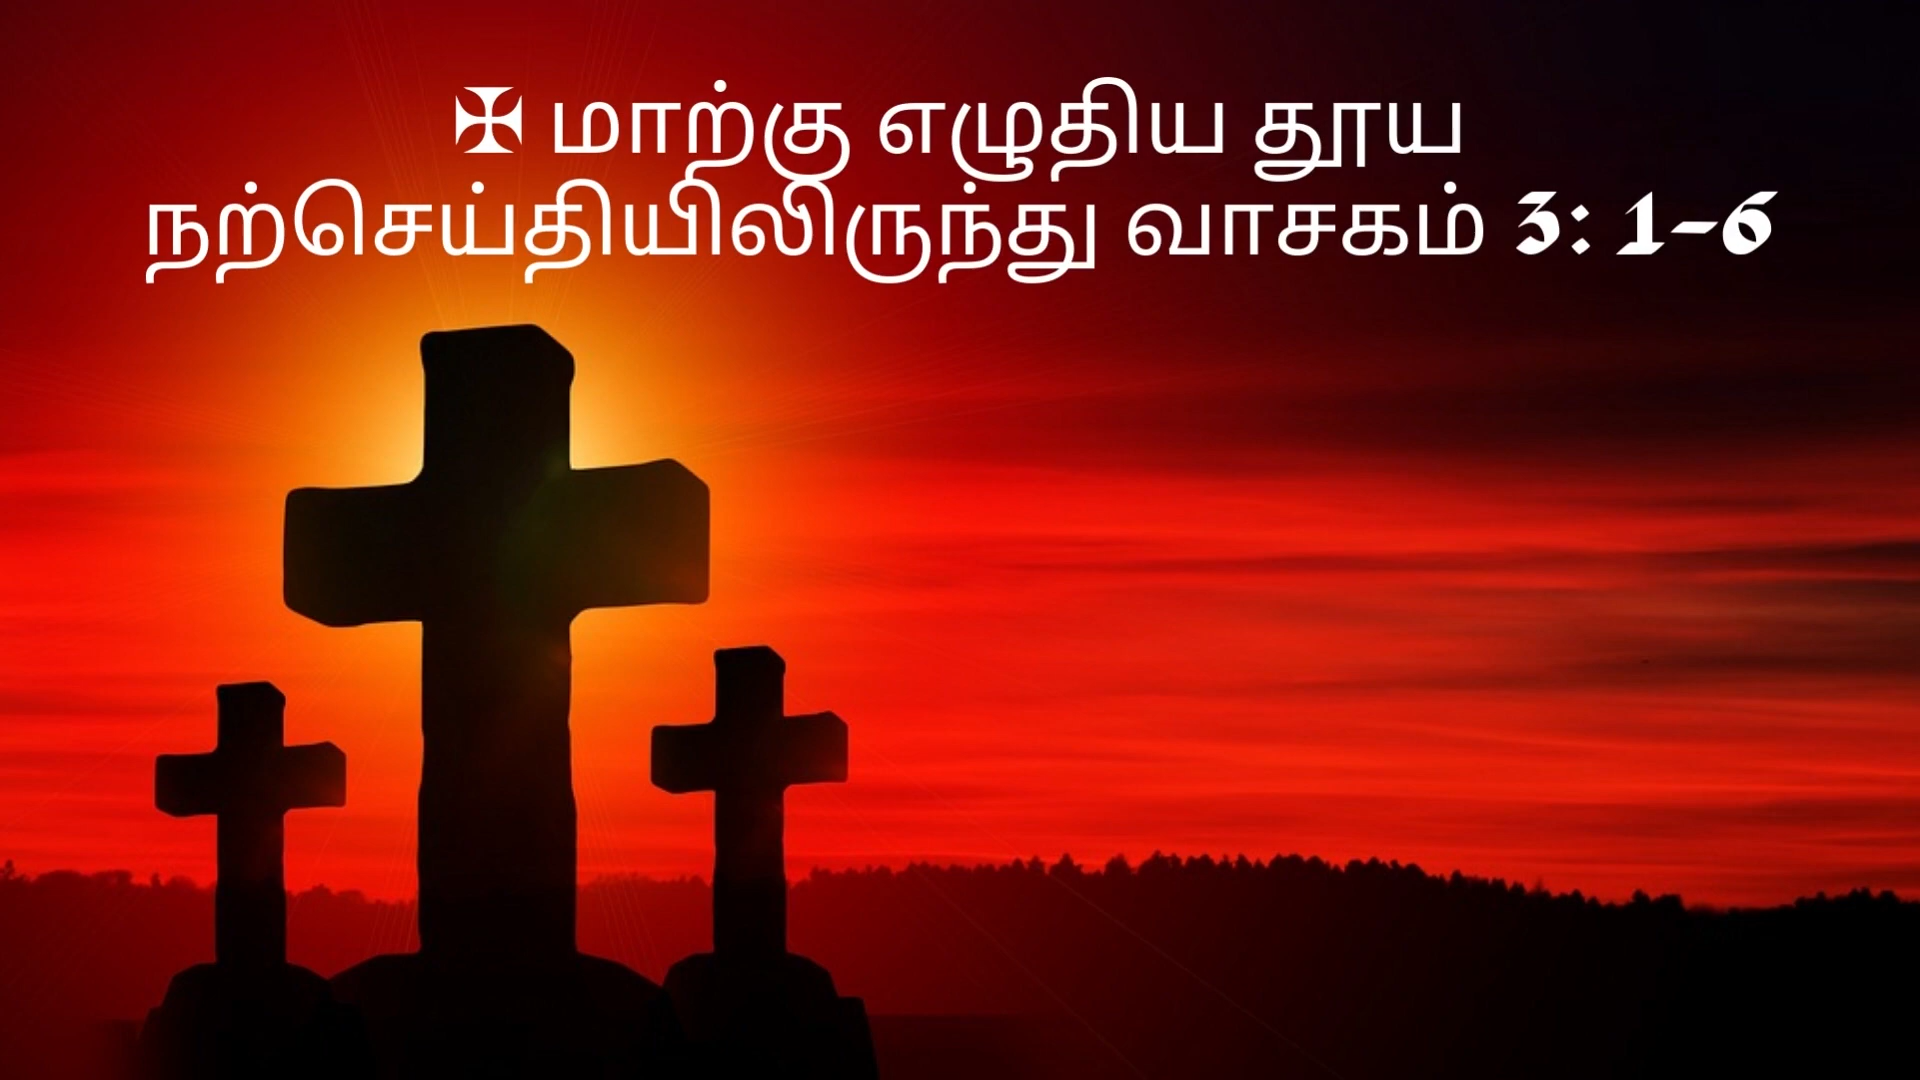 ✠ மாற்கு எழுதிய தூய
நற்செய்தியிலிருந்து வாசகம் 3: 1-6